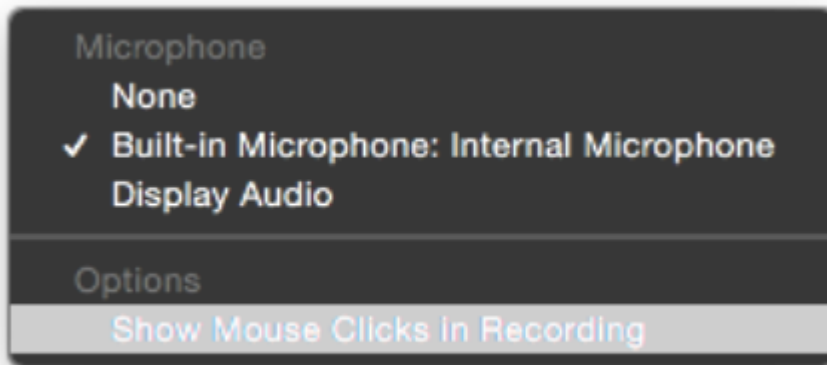 Microphone
None
✓ Built-in Microphone: Internal Microphone
Display Audio
Options
Show Mouse Clicks in Recording